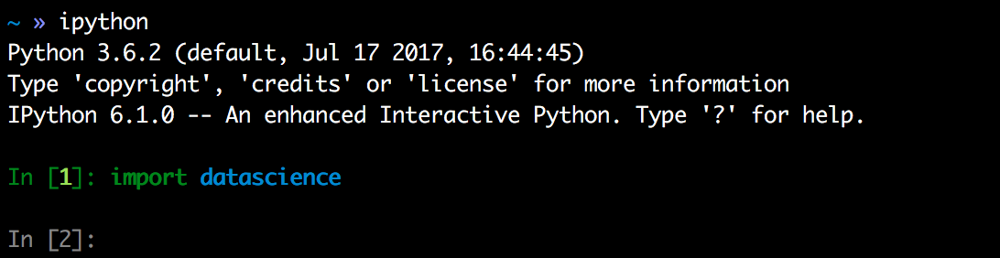 ~ » ipython
Python 3.6.2 (default, Jul 17 2017, 16:44:45)
Type 'copyright', 'credits' or 'license' for more information
IPython 6.1.0 -- An enhanced Interactive Python. Type '?' for help.
In [1]: import datascience
In [2]: